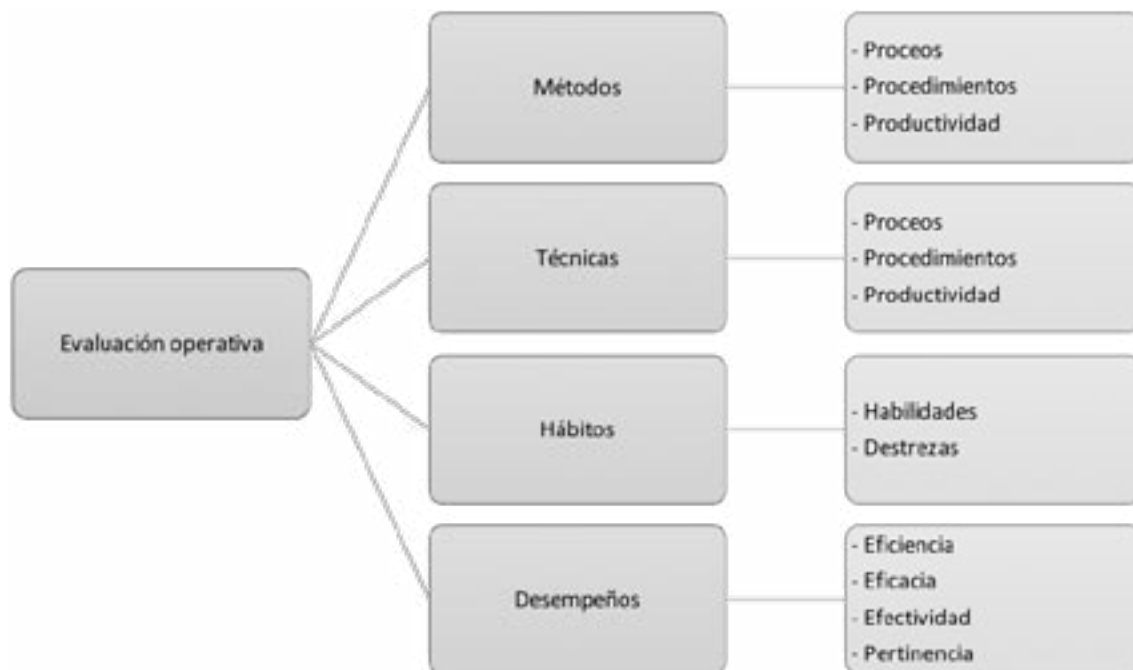 Evaluación operativa
Métodos
- Proceos
- Procedimientos
- Productividad
Técnicas
- Proceos
- Procedimientos
- Productividad
Hábitos
- Habilidades
- Destrezas
Desempeños
- Eficiencia
- Eficacia
- Efectividad
- Pertinencia